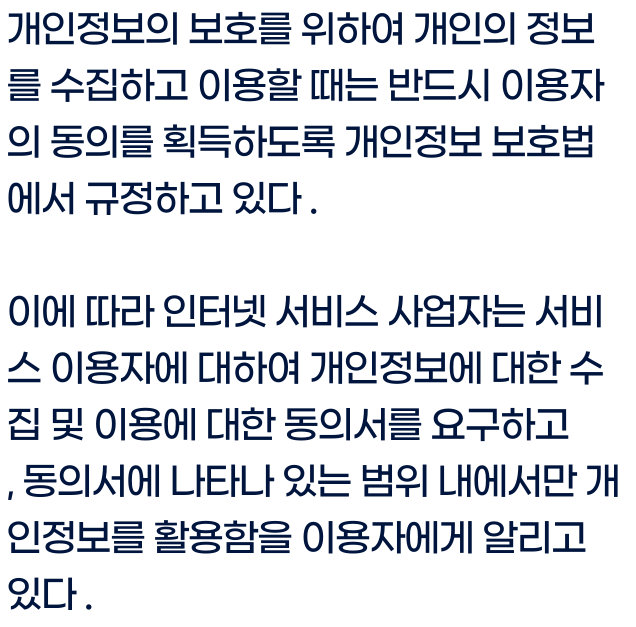 개인정보의 보호를 위하여 개인의 정보
를 수집하고 이용할 때는 반드시 이용자
의 동의를 획득하도록 개인정보 보호법
에서 규정하고 있다.
이에 따라 인터넷 서비스 사업자는 서비
스 이용자에 대하여 개인정보에 대한 수
집 및 이용에 대한 동의서를 요구하고
, 동의서에 나타나 있는 범위 내에서만 개
인정보를 활용함을 이용자에게 알리고
있다.